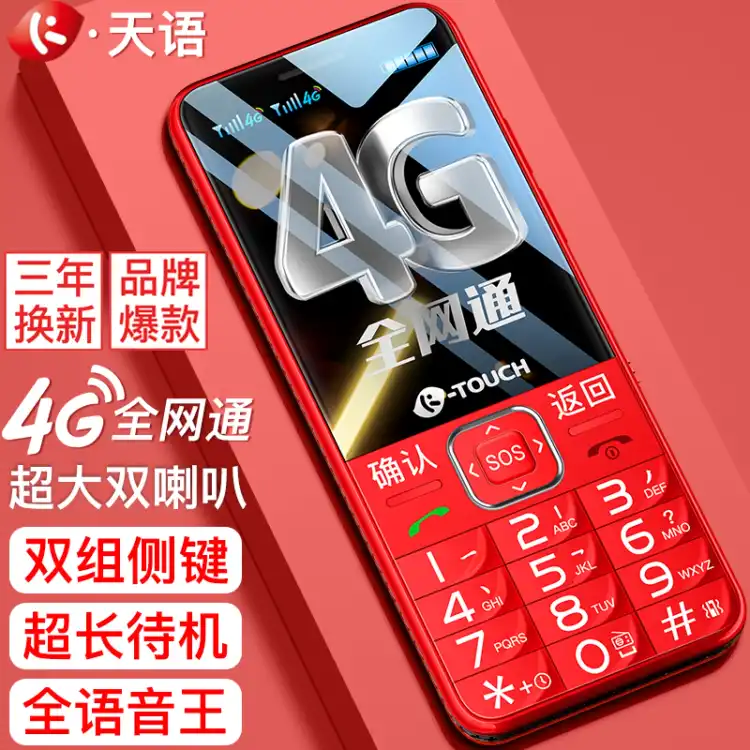 K·天语
三年
换新
品牌
爆款
4G全网通
超大双喇叭
双组侧键
超长待机
全语音王
4G 4G
4G
全网通
K-TOUCH
确认
SOS
返回
1
2 ABC
3 DEF
4 GHI
5 JKL
6 MNO
7 PQRS
8 TUV
9 WXYZ
*+
0
#